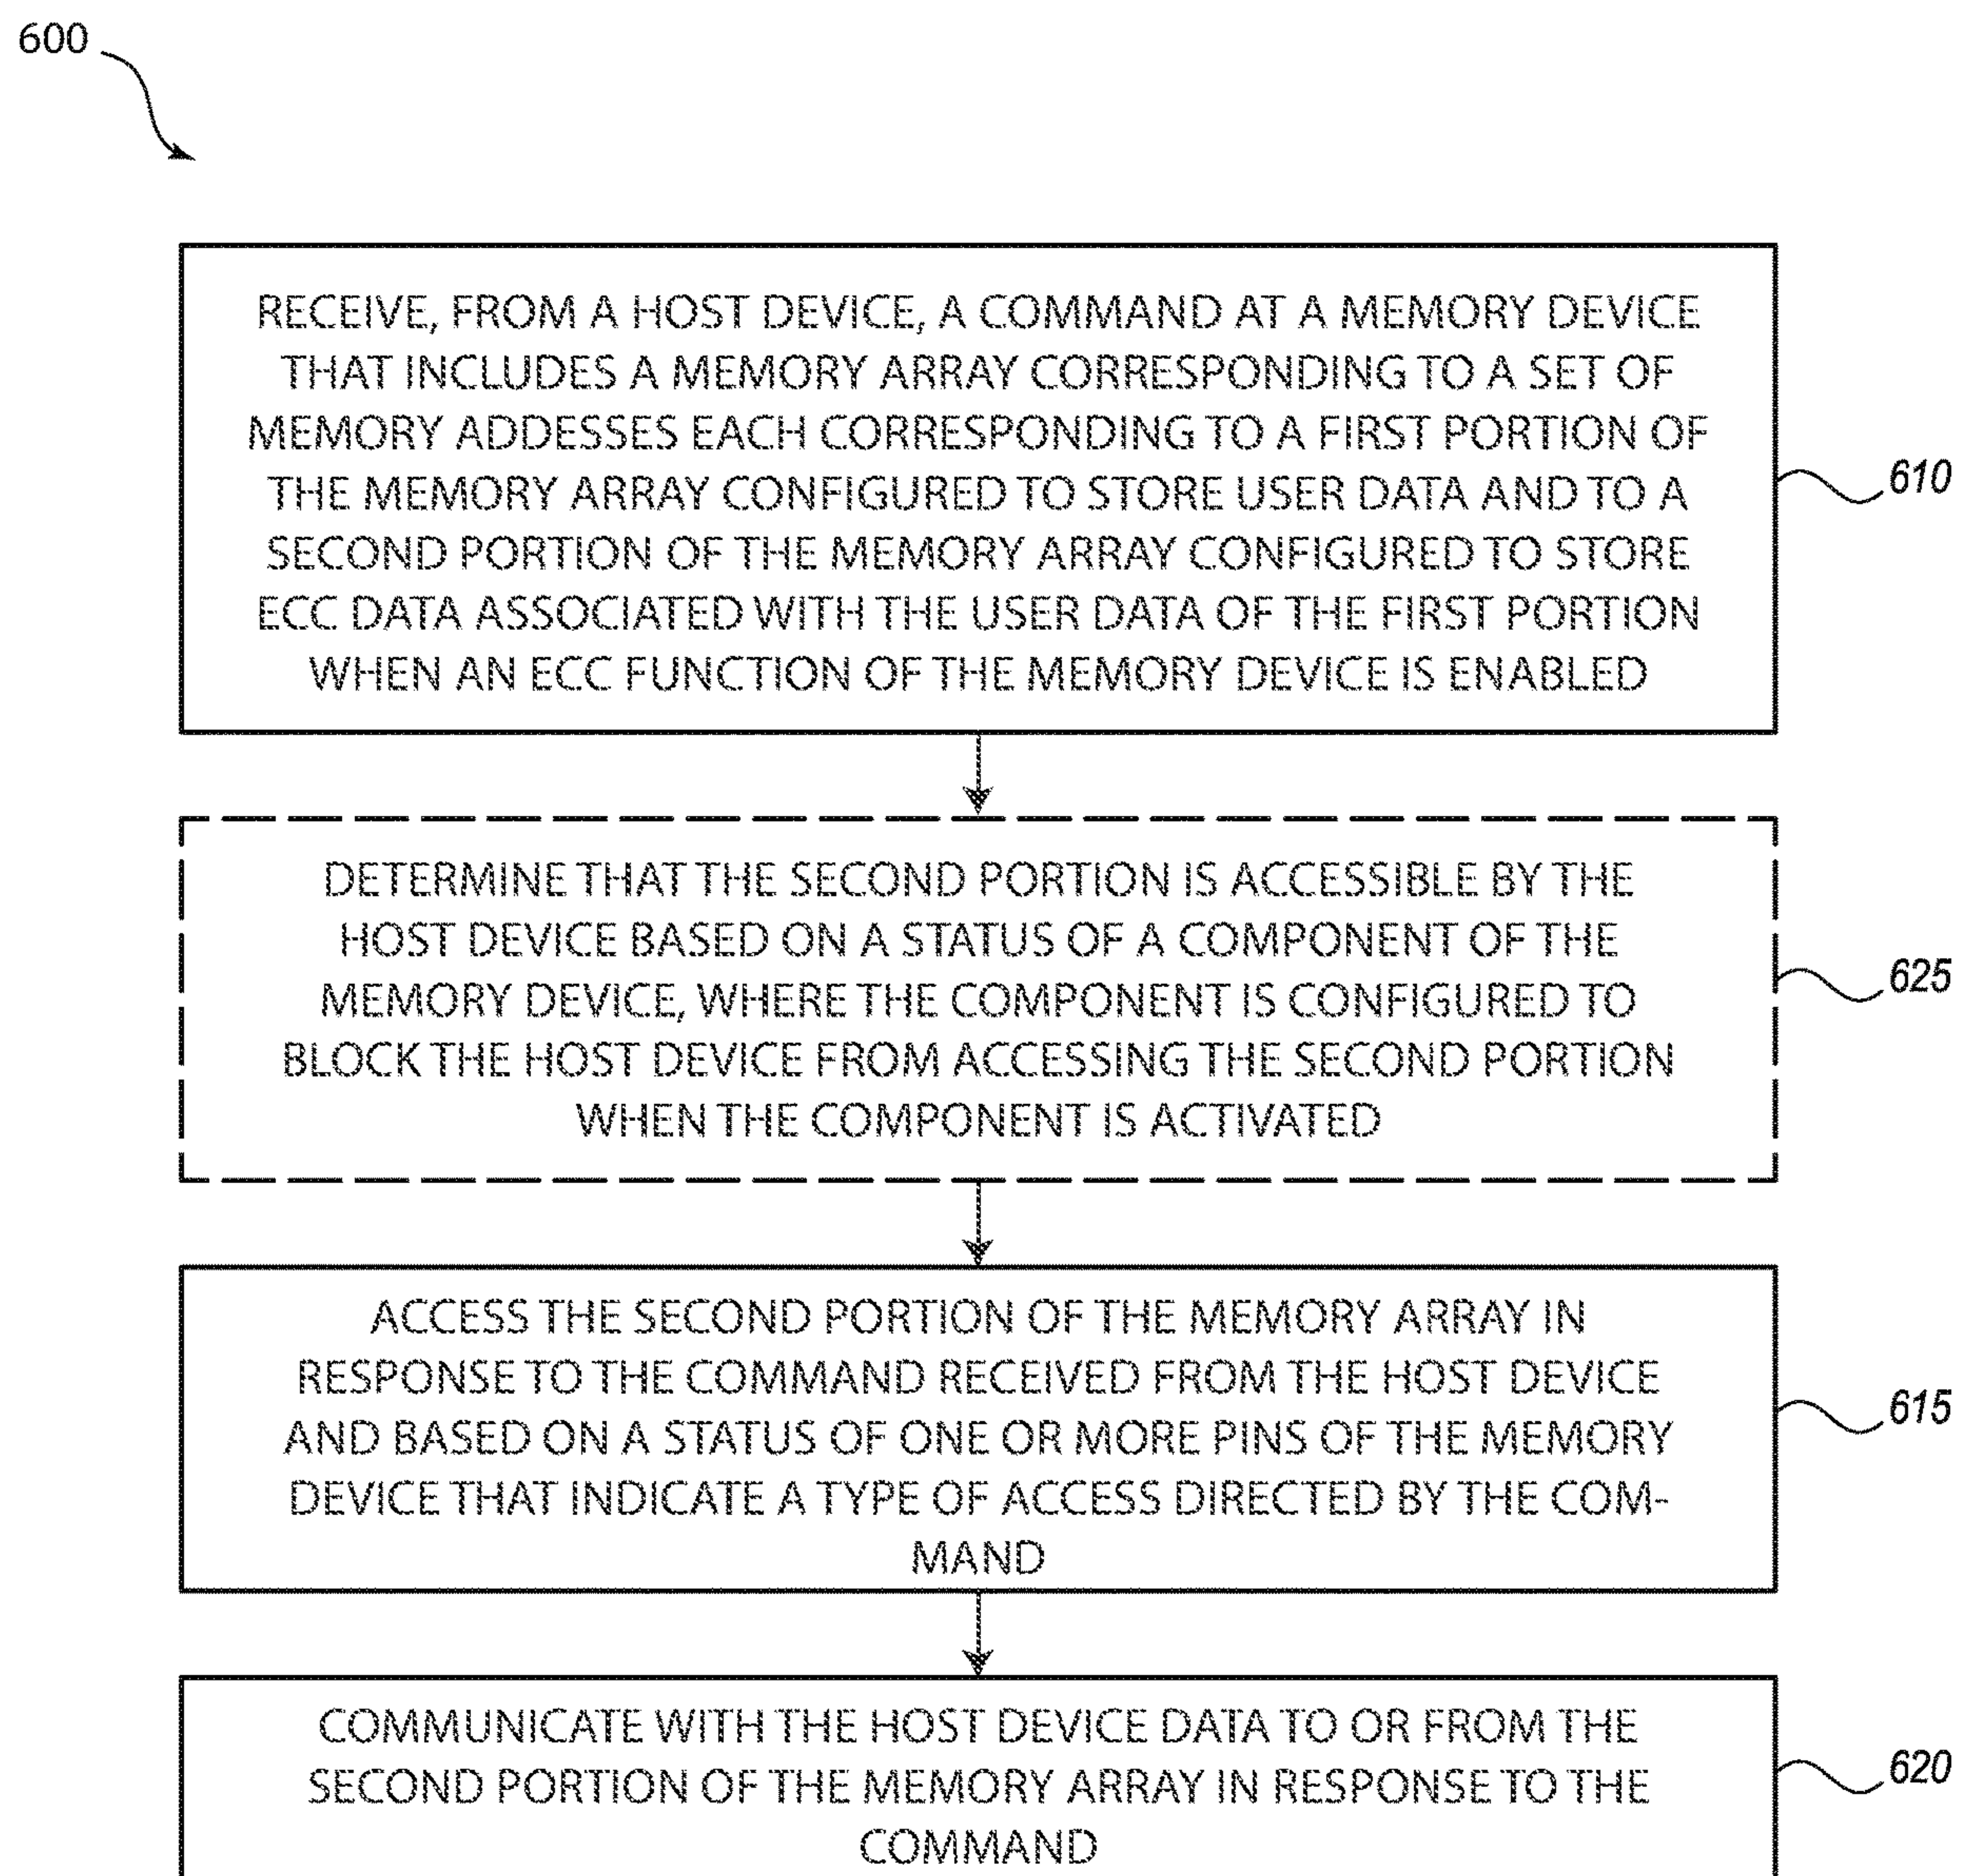 600
RECEIVE, FROM A HOST DEVICE, A COMMAND AT A MEMORY DEVICE
THAT INCLUDES A MEMORY ARRAY CORRESPONDING TO A SET OF
MEMORY ADDESSES EACH CORRESPONDING TO A FIRST PORTION OF
THE MEMORY ARRAY CONFIGURED TO STORE USER DATA AND TO A
SECOND PORTION OF THE MEMORY ARRAY CONFIGURED TO STORE
ECC DATA ASSOCIATED WITH THE USER DATA OF THE FIRST PORTION
WHEN AN ECC FUNCTION OF THE MEMORY DEVICE IS ENABLED
610
DETERMINE THAT THE SECOND PORTION IS ACCESSIBLE BY THE
HOST DEVICE BASED ON A STATUS OF A COMPONENT OF THE
MEMORY DEVICE, WHERE THE COMPONENT IS CONFIGURED TO
BLOCK THE HOST DEVICE FROM ACCESSING THE SECOND PORTION
WHEN THE COMPONENT IS ACTIVATED
625
ACCESS THE SECOND PORTION OF THE MEMORY ARRAY IN
RESPONSE TO THE COMMAND RECEIVED FROM THE HOST DEVICE
AND BASED ON A STATUS OF ONE OR MORE PINS OF THE MEMORY
DEVICE THAT INDICATE A TYPE OF ACCESS DIRECTED BY THE COM-
MAND
615
COMMUNICATE WITH THE HOST DEVICE DATA TO OR FROM THE
SECOND PORTION OF THE MEMORY ARRAY IN RESPONSE TO THE
COMMAND
620